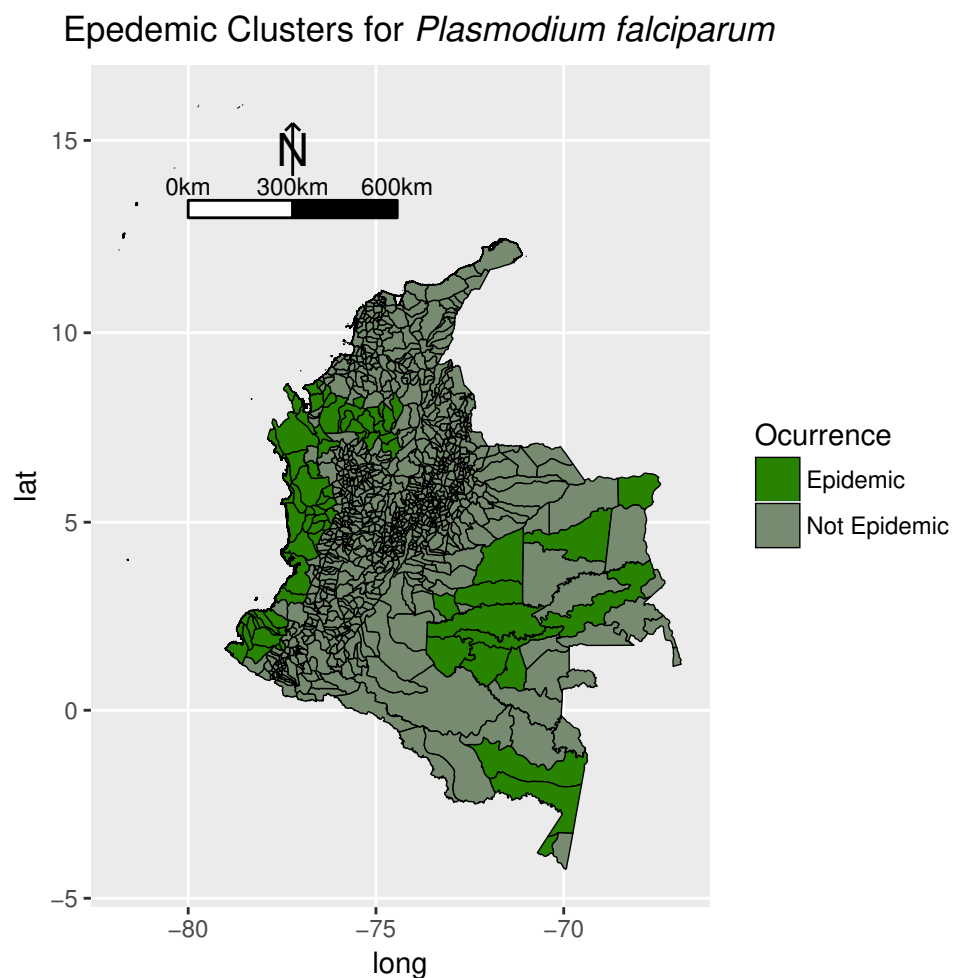 Epedemic Clusters for Plasmodium falciparum
N
0km 300km 600km
15
10
5
0
−5
lat
−80 −75 −70
long
Ocurrence
Epidemic
Not Epidemic